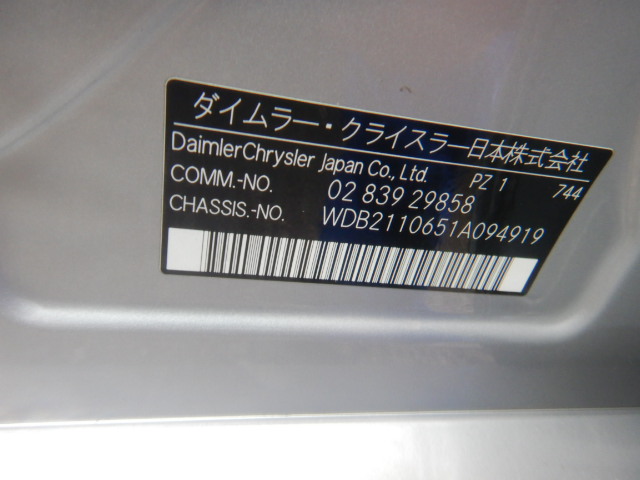 ダイムラー・クライスラー日本株式会社
DaimlerChrysler Japan Co., Ltd. PZ 1 744
COMM.-NO. 02 839 29858
CHASSIS.-NO. WDB2110651A094919